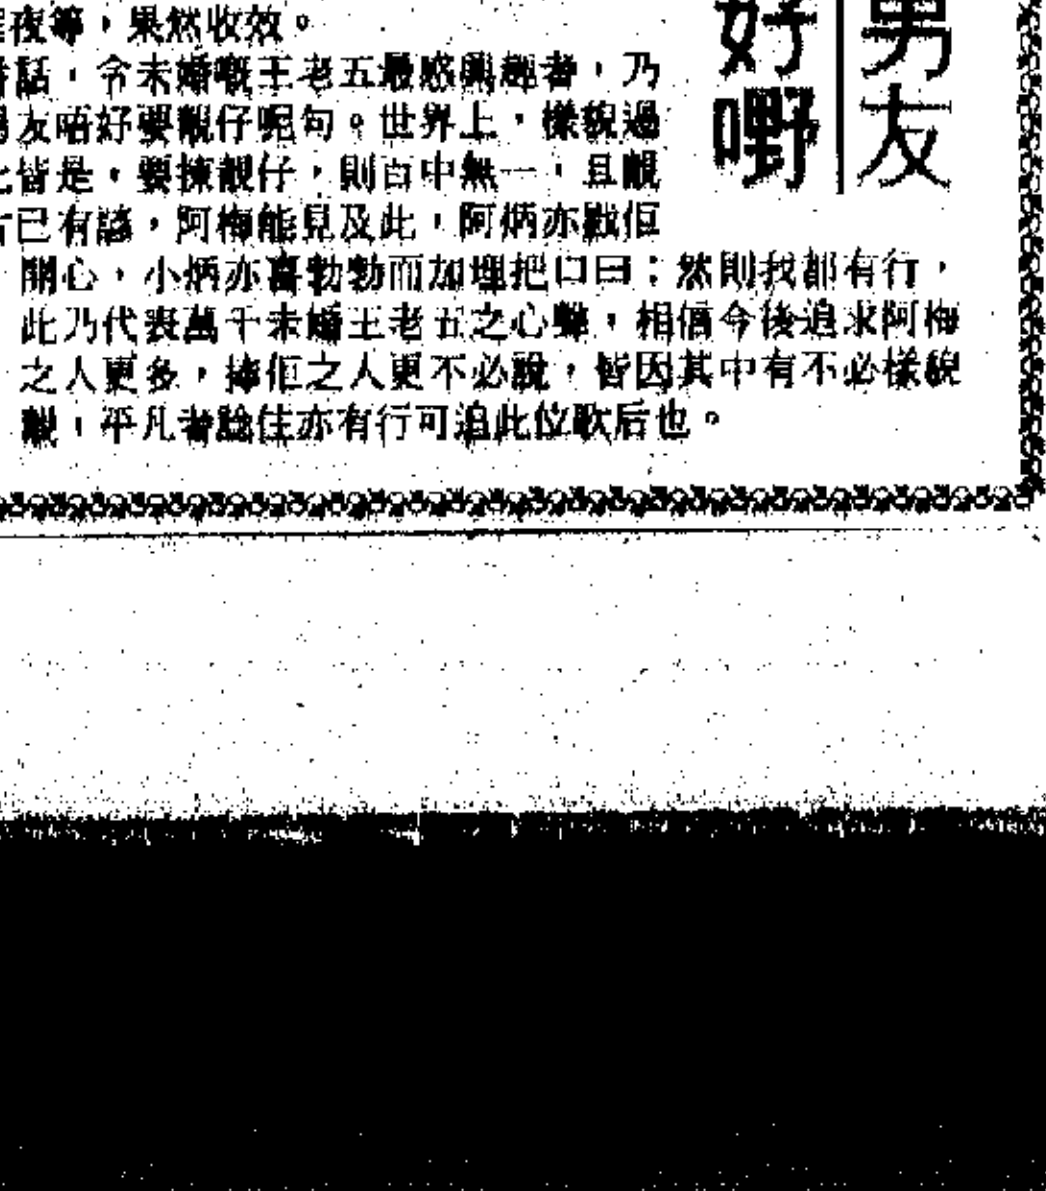 男友
好嘢
夜等，果然收效。
話，令未婚嘅王老五最感興趣者，乃
友唔好要靚仔呢句。世界上，樣貌過
皆是，要揀靚仔，則百中無一，且靚
已有諺，阿梅能見及此，阿炳亦戥佢
開心，小炳亦喜勃勃而加埋把口曰：然則我都有行，
此乃代表萬千未婚王老五之心聲，相信今後追求阿梅
之人更多，捧佢之人更不必說，皆因其中有不必樣貌
靚，平凡者諗住亦有行可追此位歌后也。